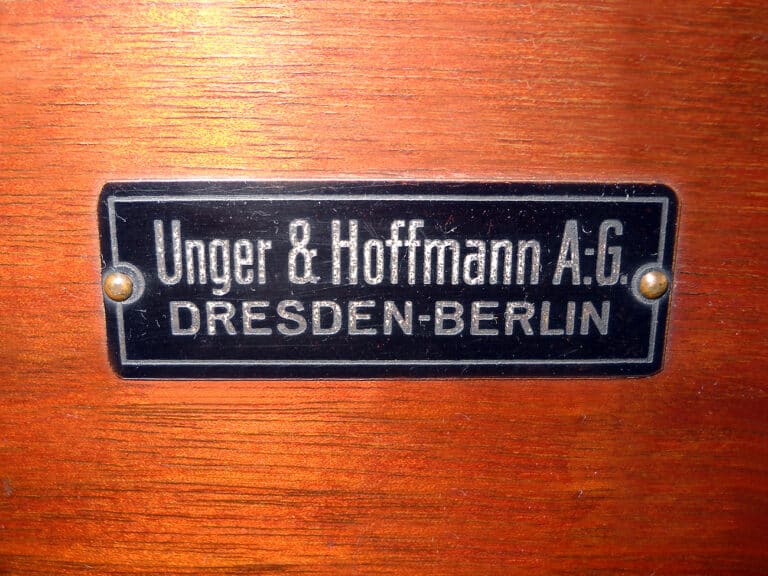 Unger & Hoffmann A.-G.
DRESDEN-BERLIN